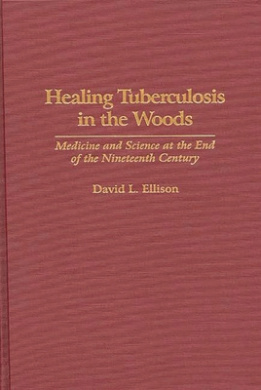 Healing Tuberculosis
in the Woods
Medicine and Science at the End
of the Nineteenth Century
David L. Ellison